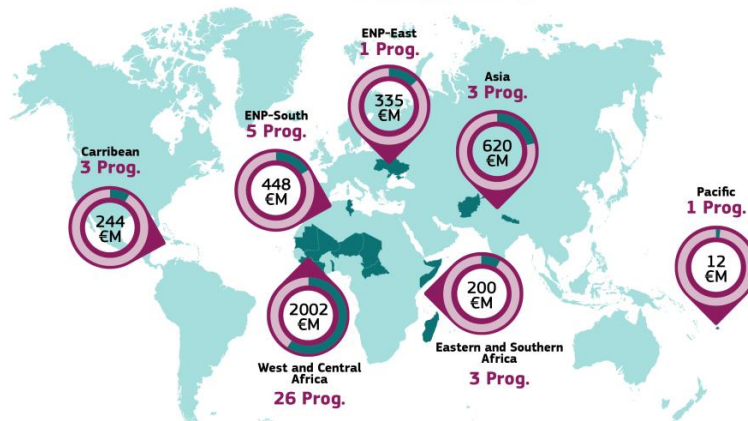 ENP-East
1 Prog.
335
€M
Asia
3 Prog.
620
€M
ENP-South
5 Prog.
448
€M
Carribean
3 Prog.
244
€M
Pacific
1 Prog.
12
€M
2002
€M
West and Central
Africa
26 Prog.
200
€M
Eastern and Southern
Africa
3 Prog.